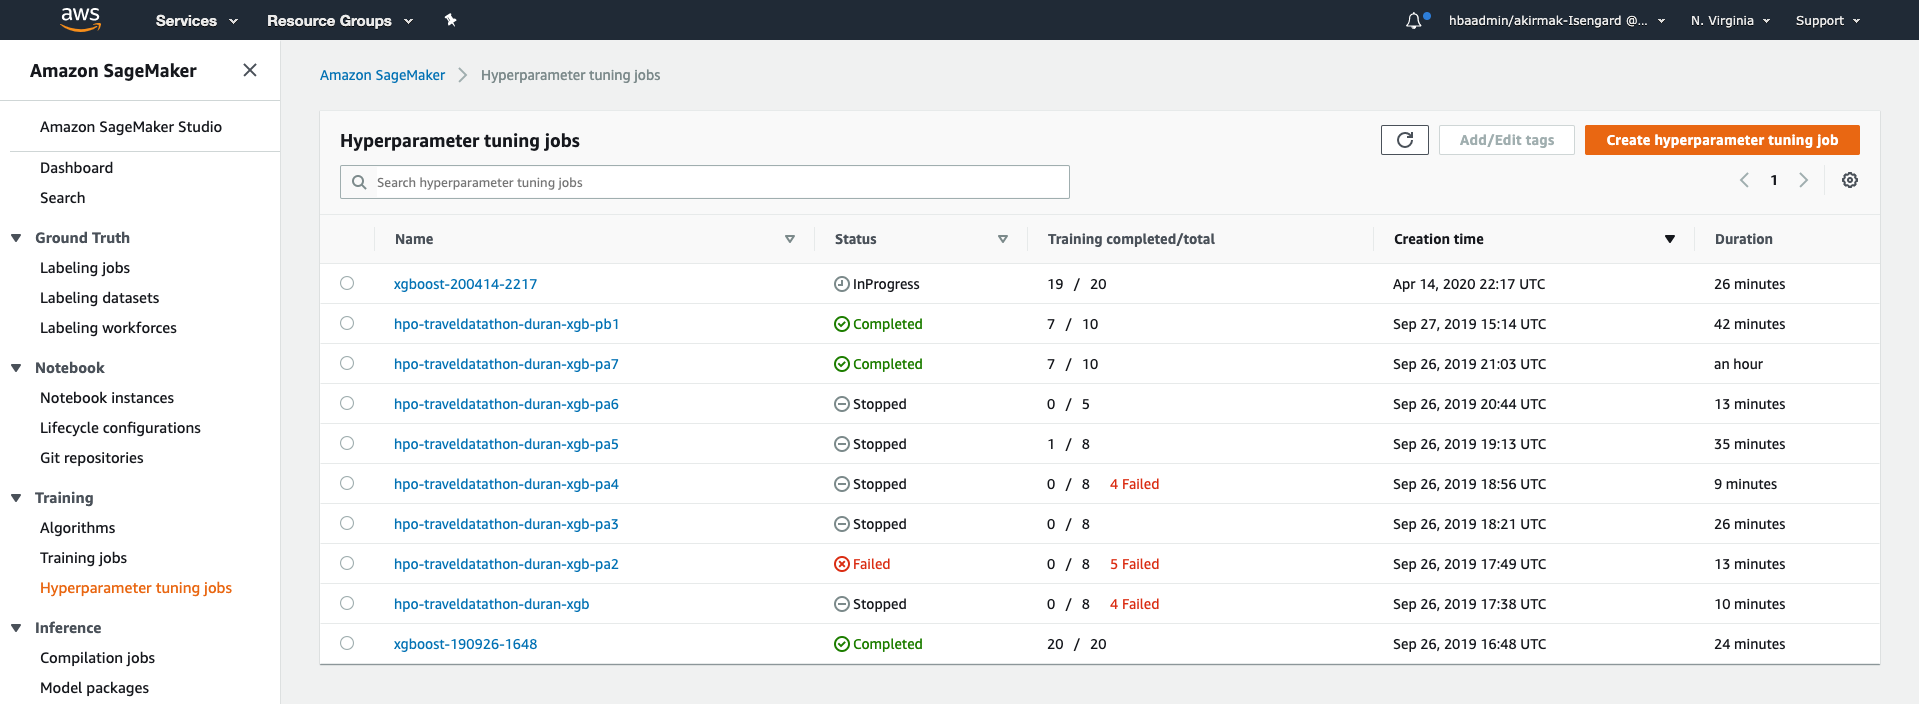 aws Services Resource Groups hbaadmin/akirmak-Isengard @... N. Virginia Support
Amazon SageMaker
Amazon SageMaker Studio
Dashboard
Search
Ground Truth
Labeling jobs
Labeling datasets
Labeling workforces
Notebook
Notebook instances
Lifecycle configurations
Git repositories
Training
Algorithms
Training jobs
Hyperparameter tuning jobs
Inference
Compilation jobs
Model packages
Amazon SageMaker > Hyperparameter tuning jobs
Hyperparameter tuning jobs
Add/Edit tags
Create hyperparameter tuning job
Search hyperparameter tuning jobs
1
Name Status Training completed/total Creation time Duration
xgboost-200414-2217 InProgress 19 / 20 Apr 14, 2020 22:17 UTC 26 minutes
hpo-traveldatathon-duran-xgb-pb1 Completed 7 / 10 Sep 27, 2019 15:14 UTC 42 minutes
hpo-traveldatathon-duran-xgb-pa7 Completed 7 / 10 Sep 26, 2019 21:03 UTC an hour
hpo-traveldatathon-duran-xgb-pa6 Stopped 0 / 5 Sep 26, 2019 20:44 UTC 13 minutes
hpo-traveldatathon-duran-xgb-pa5 Stopped 1 / 8 Sep 26, 2019 19:13 UTC 35 minutes
hpo-traveldatathon-duran-xgb-pa4 Stopped 0 / 8 4 Failed Sep 26, 2019 18:56 UTC 9 minutes
hpo-traveldatathon-duran-xgb-pa3 Stopped 0 / 8 Sep 26, 2019 18:21 UTC 26 minutes
hpo-traveldatathon-duran-xgb-pa2 Failed 0 / 8 5 Failed Sep 26, 2019 17:49 UTC 13 minutes
hpo-traveldatathon-duran-xgb Stopped 0 / 8 4 Failed Sep 26, 2019 17:38 UTC 10 minutes
xgboost-190926-1648 Completed 20 / 20 Sep 26, 2019 16:48 UTC 24 minutes